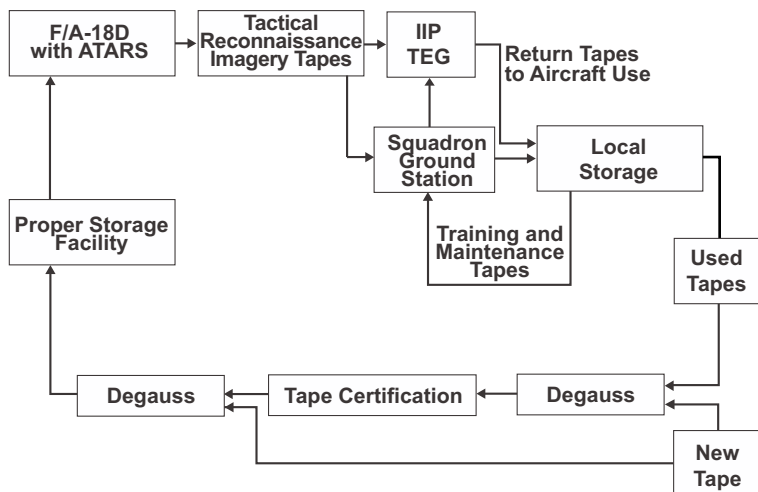 F/A-18D
with ATARS
Tactical
Reconnaissance
Imagery Tapes
IIP
TEG
Return Tapes
to Aircraft Use
Squadron
Ground
Station
Local
Storage
Proper Storage
Facility
Training and
Maintenance
Tapes
Used
Tapes
Degauss
Tape Certification
Degauss
New
Tape